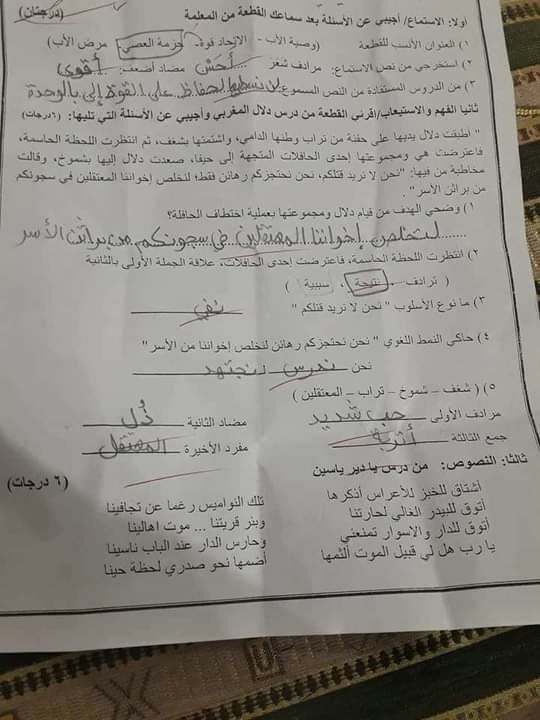 اولا: الاستماع/ أجيبي عن الأسئلة بعد سماعك القطعة من المعلمة (درجتان)
١) العنوان الأنسب للقطعة (وصية الأب - الاتحاد قوة - حزمة العصي - مرض الأب)
٢) استخرجي من نص الاستماع: مرادف شعر ... أحسّ ... مضاد أضعف: أقوى
٣) من الدروس المستفادة من النص المسموع لا نستطيع الحفاظ على القوة إلا بالوحدة
ثانيا الفهم والاستيعاب/ إقرئي القطعة من درس دلال المغربي وأجيبي عن الأسئلة التي تليها: (٦ درجات)
" اطبقت دلال يديها على حفنة من تراب وطنها الدامي، واشتمتها بشغف، ثم انتظرت اللحظة الحاسمة،
فاعترضت هي ومجموعتها إحدى الحافلات المتجهة إلى حيفا، صعدت دلال إليها بشموخ، وقالت
مخاطبة من فيها: "نحن لا نريد قتلكم، نحن نحتجزكم رهائن فقط؛ لنخلص إخواننا المعتقلين في سجونكم
من براثن الأسر"
١) وضحي الهدف من قيام دلال ومجموعتها بعملية اختطاف الحافلة؟
لتخلص إخواننا المعتقلين في سجونكم من براثن الأسر
٢) انتظرت اللحظة الحاسمة، فاعترضت إحدى الحافلات، علاقة الجملة الأولى بالثانية
( ترادف - نتيجة - سببية )
٣) ما نوع الأسلوب " نحن لا نريد قتلكم " نفي
٤) حاكي النمط اللغوي " نحن نحتجزكم رهائن لنخلص إخواننا من الأسر"
نحن ندرس لنجتهد
٥) ( شغف - شموخ - تراب - المعتقلين )
مرادف الأولى حب شديد مضاد الثانية ذُل
جمع الثالثة أتربة مفرد الأخيرة المعتقل
ثالثا: النصوص: من درس يا دير ياسين (٦ درجات)
أشتاق للخبز للأعراس أذكرها تلك النواميس رغما عن تجافينا
أتوق للبيدر الغالي لحارتنا وبئر قريتنا ... موت اهالينا
أتوق للدار والاسوار تمنعني وحارس الدار عند الباب ناسينا
يا رب هل لي قبيل الموت ألثمها أضمها نحو صدري لحظة حينا